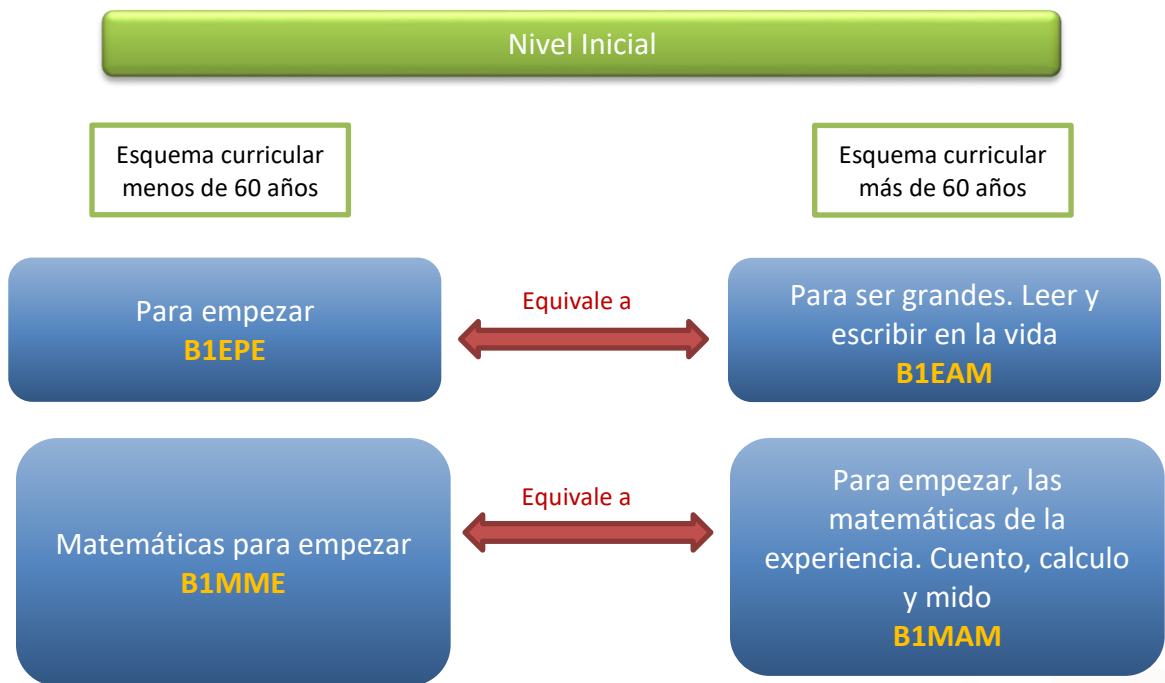 Nivel Inicial
Esquema curricular
menos de 60 años
Esquema curricular
más de 60 años
Para empezar
B1EPE
Equivale a
Para ser grandes. Leer y
escribir en la vida
B1EAM
Matemáticas para empezar
B1MME
Equivale a
Para empezar, las
matemáticas de la
experiencia. Cuento, calculo
y mido
B1MAM